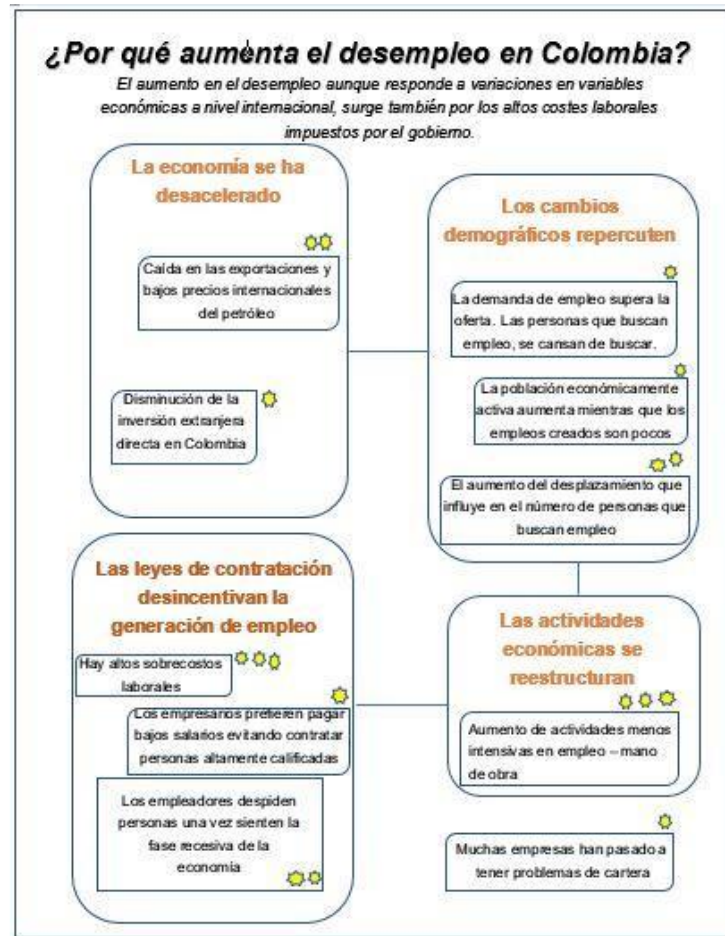 ¿Por qué aumenta el desempleo en Colombia?
El aumento en el desempleo aunque responde a variaciones en variables
económicas a nivel internacional, surge también por los altos costes laborales
impuestos por el gobierno.
La economía se ha
desacelerado
Caída en las exportaciones y
bajos precios internacionales
del petróleo
Disminución de la
inversión extranjera
directa en Colombia
Los cambios
demográficos repercuten
La demanda de empleo supera la
oferta. Las personas que buscan
empleo, se cansan de buscar.
La población económicamente
activa aumenta mientras que los
empleos creados son pocos
El aumento del desplazamiento que
influye en el número de personas que
buscan empleo
Las leyes de contratación
desincentivan la
generación de empleo
Hay altos sobrecostos
laborales
Los empresarios prefieren pagar
bajos salarios evitando contratar
personas altamente calificadas
Los empleadores despiden
personas una vez sienten la
fase recesiva de la
economía
Las actividades
económicas se
reestructuran
Aumento de actividades menos
intensivas en empleo – mano
de obra
Muchas empresas han pasado a
tener problemas de cartera